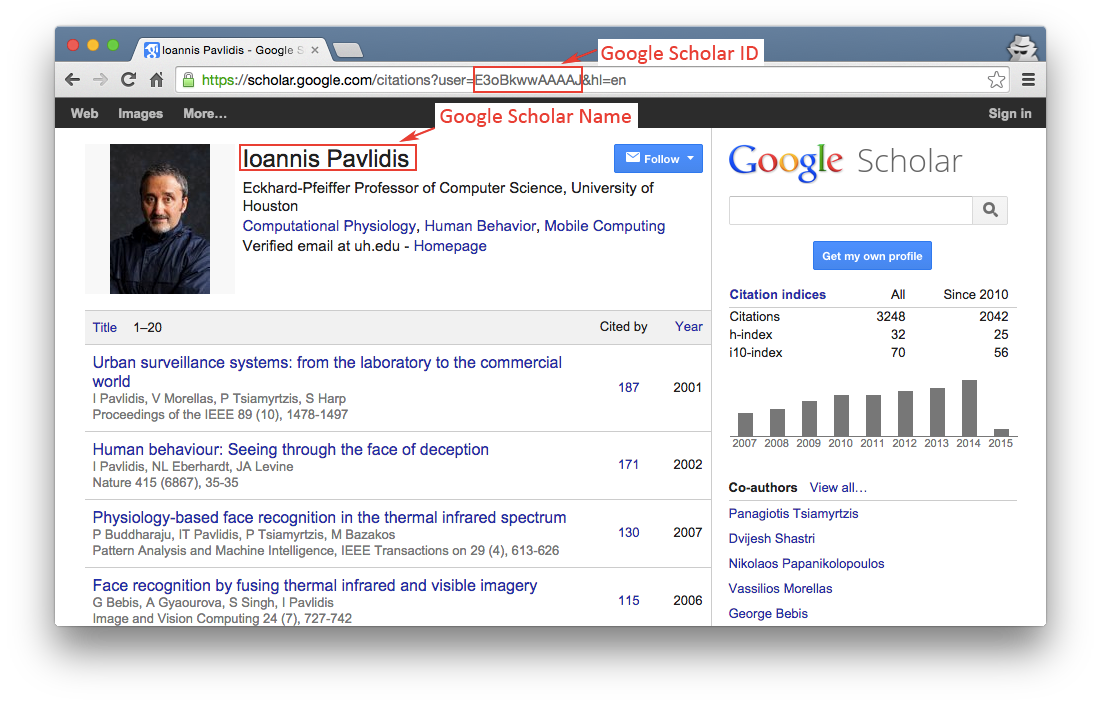 Ioannis Pavlidis - Google S
Google Scholar ID
https://scholar.google.com/citations?user=E3oBkwwAAAAJ&hl=en
Web Images More... Sign in
Google Scholar Name
Ioannis Pavlidis
Follow
Eckhard-Pfeiffer Professor of Computer Science, University of
Houston
Computational Physiology, Human Behavior, Mobile Computing
Verified email at uh.edu - Homepage
Title 1–20 Cited by Year
Urban surveillance systems: from the laboratory to the commercial
world
I Pavlidis, V Morellas, P Tsiamyrtzis, S Harp
Proceedings of the IEEE 89 (10), 1478-1497
187 2001
Human behaviour: Seeing through the face of deception
I Pavlidis, NL Eberhardt, JA Levine
Nature 415 (6867), 35-35
171 2002
Physiology-based face recognition in the thermal infrared spectrum
P Buddharaju, IT Pavlidis, P Tsiamyrtzis, M Bazakos
Pattern Analysis and Machine Intelligence, IEEE Transactions on 29 (4), 613-626
130 2007
Face recognition by fusing thermal infrared and visible imagery
G Bebis, A Gyaourova, S Singh, I Pavlidis
Image and Vision Computing 24 (7), 727-742
115 2006
Google Scholar
Get my own profile
Citation indices All Since 2010
Citations 3248 2042
h-index 32 25
i10-index 70 56
2007 2008 2009 2010 2011 2012 2013 2014 2015
Co-authors View all…
Panagiotis Tsiamyrtzis
Dvijesh Shastri
Nikolaos Papanikolopoulos
Vassilios Morellas
George Bebis